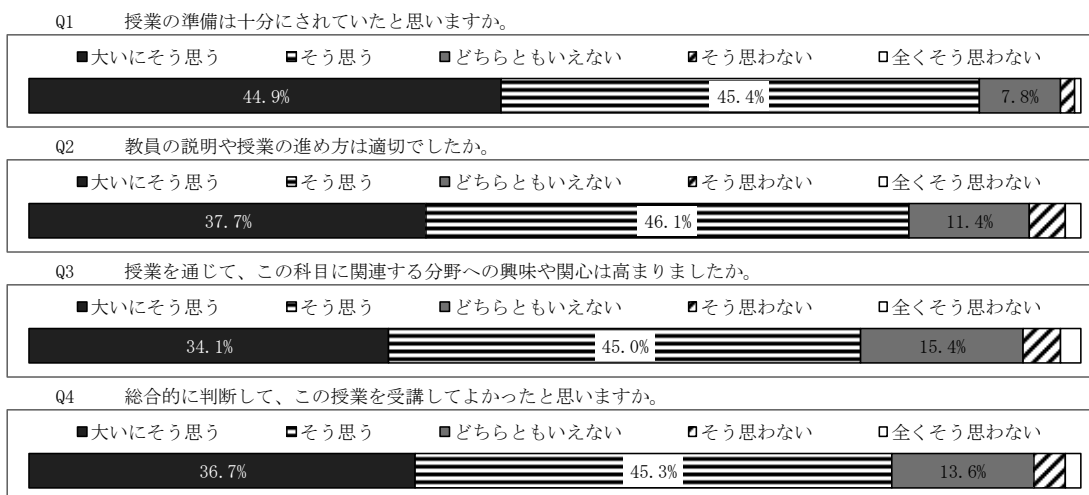 Q1 授業の準備は十分にされていたと思いますか。
■大いにそう思う そう思う ■どちらともいえない そう思わない □全くそう思わない
44.9% 45.4% 7.8%
Q2 教員の説明や授業の進め方は適切でしたか。
■大いにそう思う そう思う ■どちらともいえない そう思わない □全くそう思わない
37.7% 46.1% 11.4%
Q3 授業を通じて、この科目に関連する分野への興味や関心は高まりましたか。
■大いにそう思う そう思う ■どちらともいえない そう思わない □全くそう思わない
34.1% 45.0% 15.4%
Q4 総合的に判断して、この授業を受講してよかったと思いますか。
■大いにそう思う そう思う ■どちらともいえない そう思わない □全くそう思わない
36.7% 45.3% 13.6%